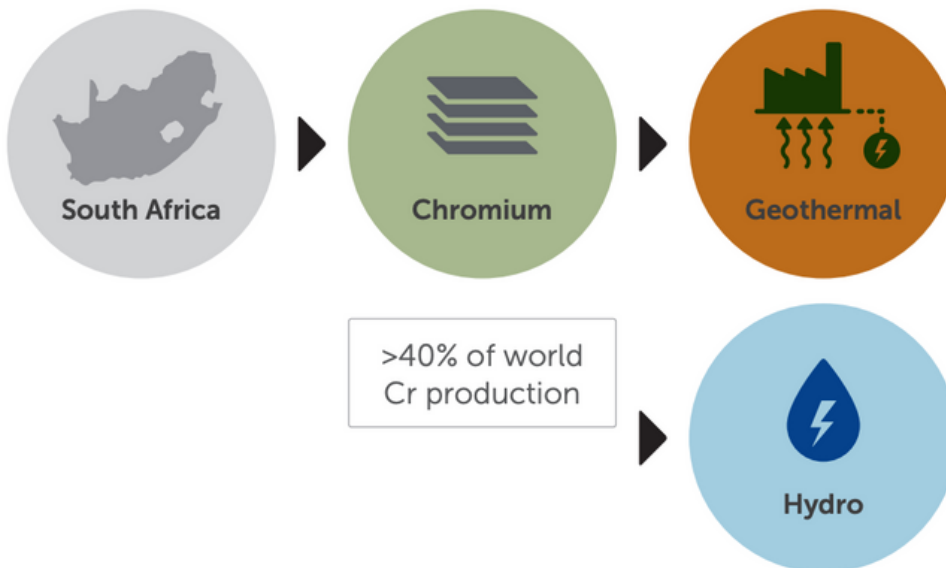 South Africa
Chromium
Geothermal
>40% of world
Cr production
Hydro